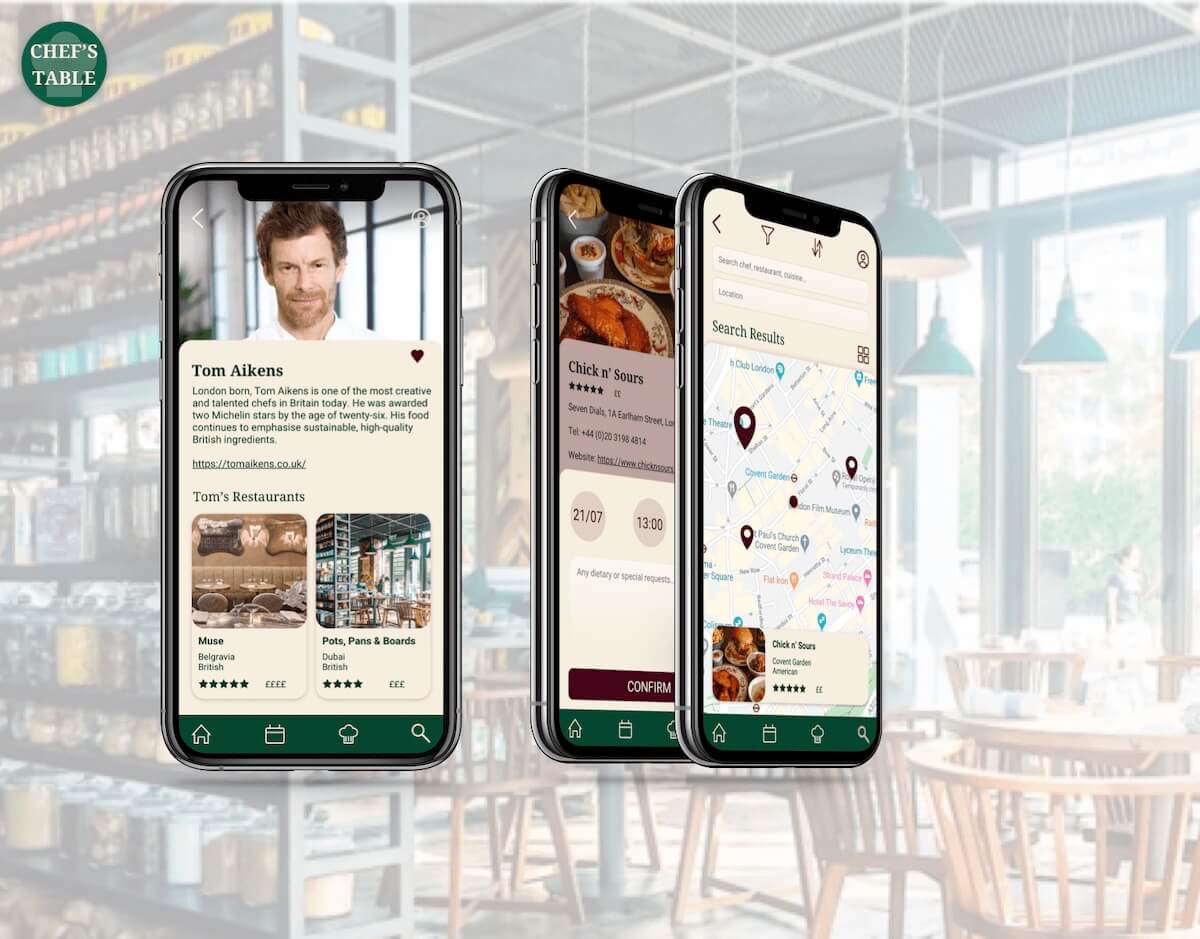 CHEF'S
TABLE
Tom Aikens
London born, Tom Aikens is one of the most creative
and talented chefs in Britain today. He was awarded
two Michelin stars by the age of twenty-six. His food
continues to emphasise sustainable, high-quality
British ingredients.
https://tomaikens.co.uk/
Tom's Restaurants
Muse
Belgravia
British
★★★★★ ££££
Pots, Pans & Boards
Dubai
British
★★★★ £££
Chick n' Sours
★★★★★ ££
Seven Dials, 1A Earlham Street,
Tel: +44 (0)20 3198 4814
Website: https://www.chicknsours.
21/07
13:00
Any dietary or special requests...
CONFIRM
Search chef, restaurant, cuisine...
Location
Search Results
h Club London
Theatre
Covent Garden
Royal Opera
Temporarily
don Film Museum
Paul's Church
Covent Garden
Lyceum
er Square
Flat Iron
Strand Palace
Hotel The Savoy
Coliseum
Chick n' Sours
Covent Garden
American
★★★★★ ££